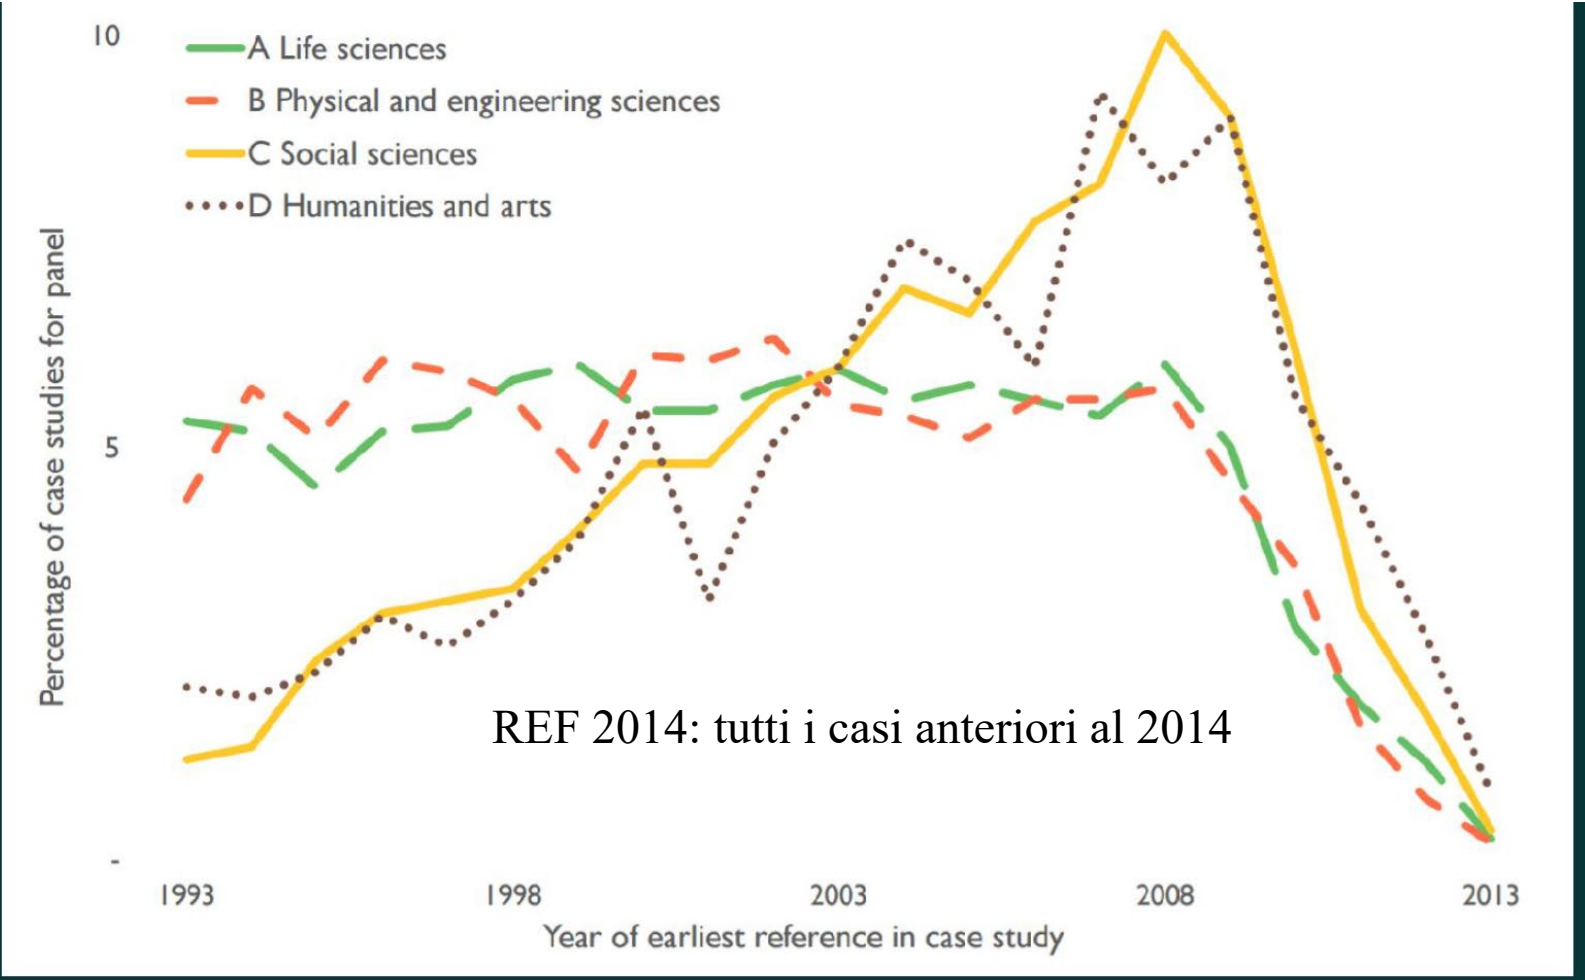 10
A Life sciences
B Physical and engineering sciences
C Social sciences
D Humanities and arts
Percentage of case studies for panel
5
REF 2014: tutti i casi anteriori al 2014
-
1993 1998 2003 2008 2013
Year of earliest reference in case study